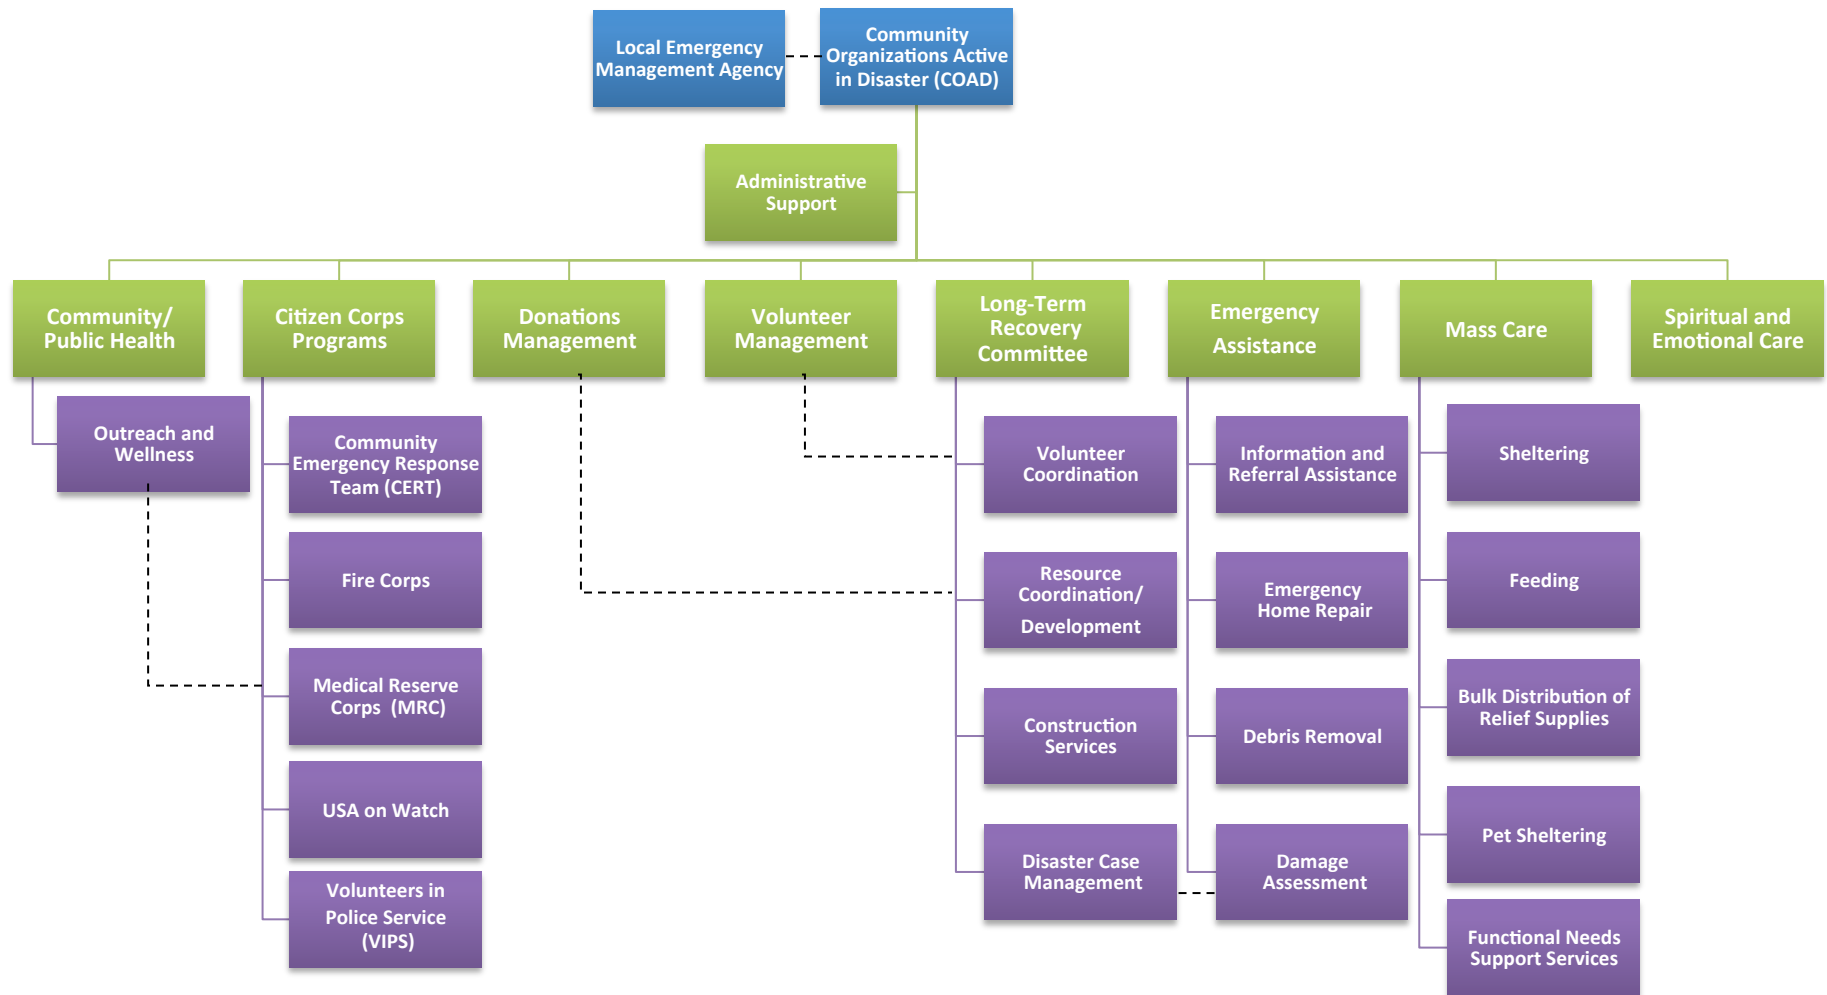 Local Emergency
Management Agency
Community
Organizations Active
in Disaster (COAD)
Administrative
Support
Community/
Public Health
Citizen Corps
Programs
Donations
Management
Volunteer
Management
Long-Term
Recovery
Committee
Emergency
Assistance
Mass Care
Spiritual and
Emotional Care
Outreach and
Wellness
Community
Emergency Response
Team (CERT)
Fire Corps
Medical Reserve
Corps (MRC)
USA on Watch
Volunteers in
Police Service
(VIPS)
Volunteer
Coordination
Resource
Coordination/
Development
Construction
Services
Disaster Case
Management
Information and
Referral Assistance
Emergency
Home Repair
Debris Removal
Damage
Assessment
Sheltering
Feeding
Bulk Distribution of
Relief Supplies
Pet Sheltering
Functional Needs
Support Services